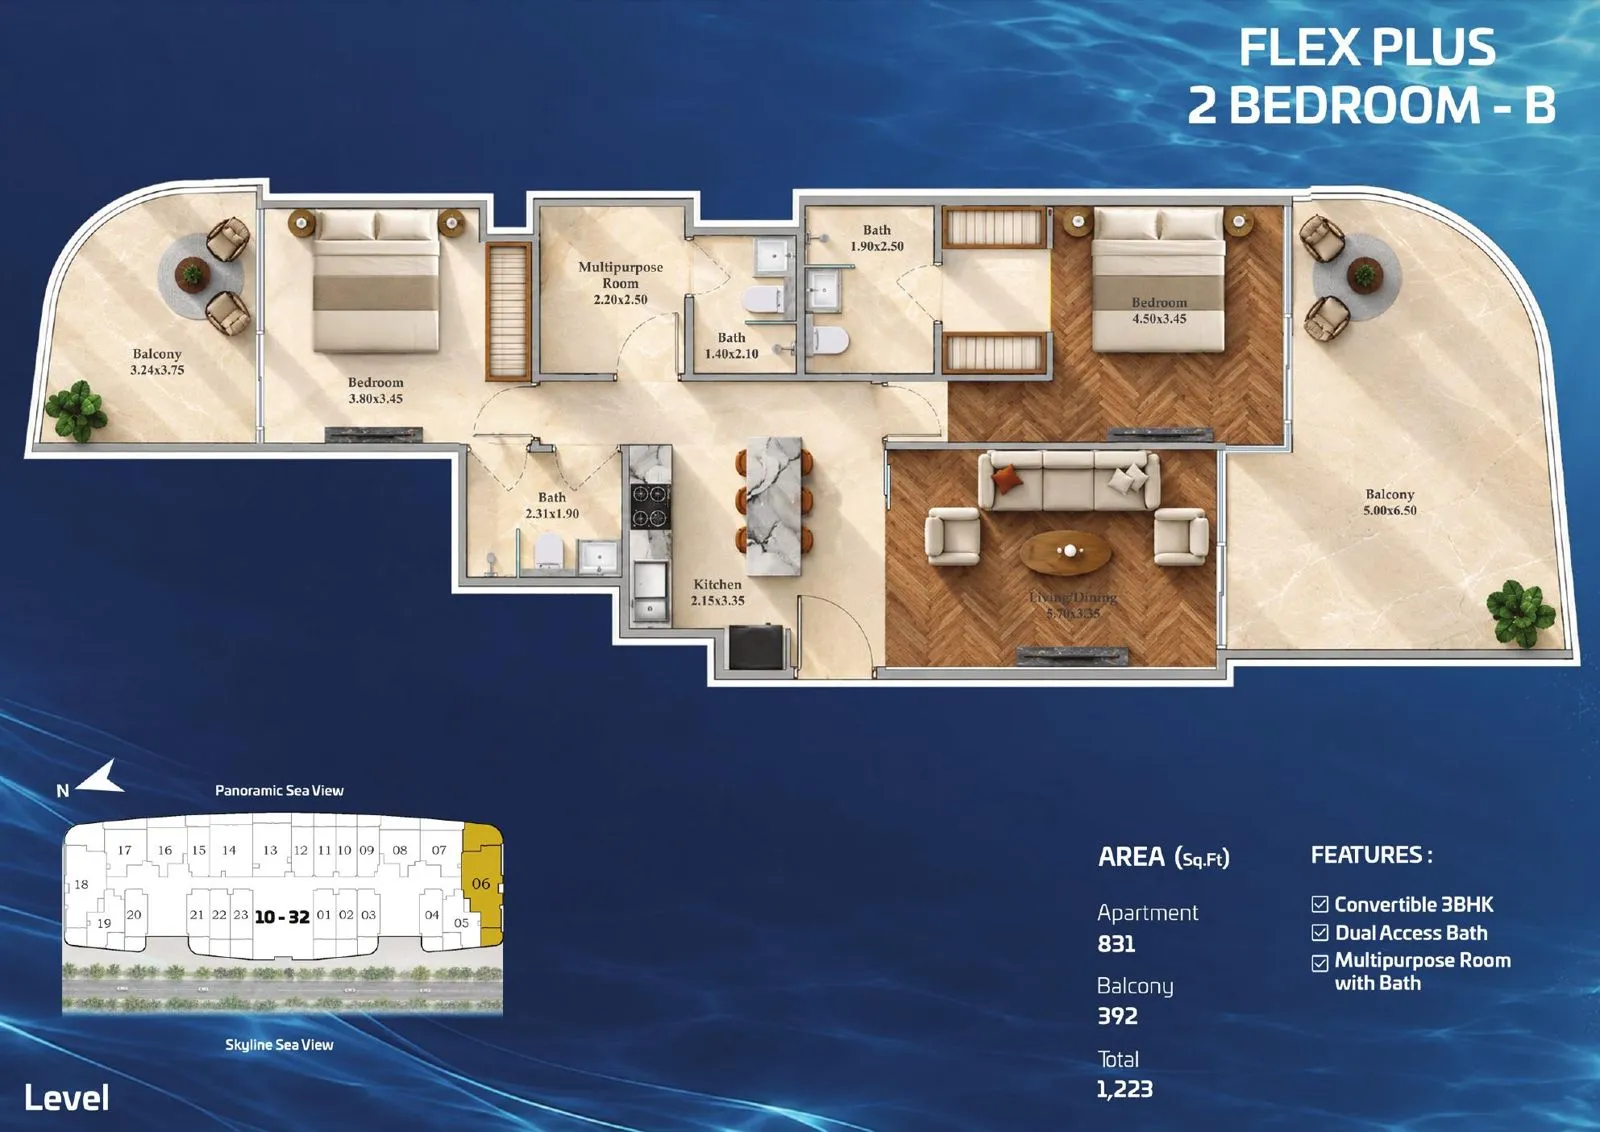 FLEX PLUS
2 BEDROOM - B
Bath
1.90x2.50
Multipurpose
Room
2.20x2.50
Bedroom
4.50x3.45
Bath
1.40x2.10
Balcony
3.24x3.75
Bedroom
3.80x3.45
Bath
2.31x1.90
Balcony
5.00x6.50
Kitchen
2.15x3.35
Living/Dining
5.70x3.35
N
Panoramic Sea View
17 16 15 14 13 12 11 10 09 08 07
18 06
19 20 21 22 23 10 - 32 01 02 03 04 05
Skyline Sea View
Level
AREA (Sq.Ft)
Apartment
831
Balcony
392
Total
1,223
FEATURES :
Convertible 3BHK
Dual Access Bath
Multipurpose Room
with Bath